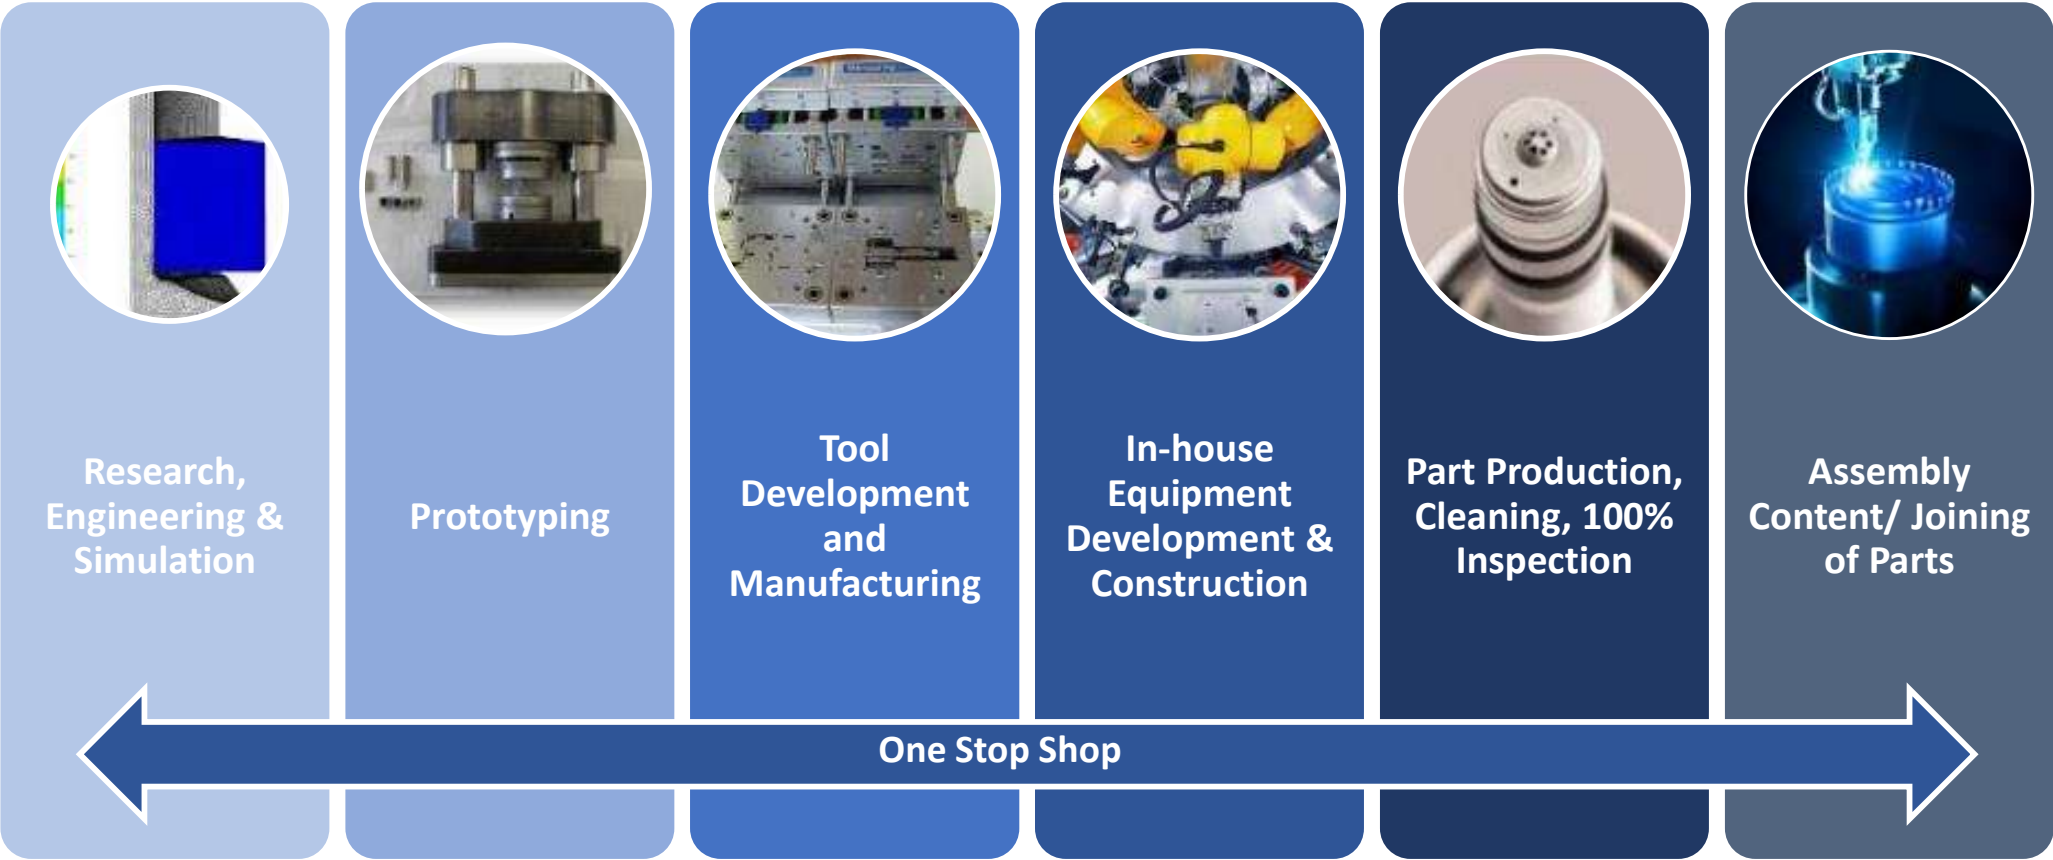 Research,
Engineering &
Simulation
Prototyping
Tool
Development
and
Manufacturing
In-house
Equipment
Development &
Construction
Part Production,
Cleaning, 100%
Inspection
Assembly
Content/ Joining
of Parts
One Stop Shop